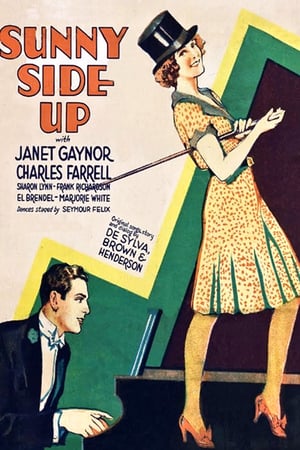 SUNNY
SIDE
UP
with
JANET GAYNOR
CHARLES FARRELL
SHARON LYNN - FRANK RICHARDSON
EL BRENDEL - MARJORIE WHITE
Dances staged by SEYMOUR FELIX
Original songs, story
and dialog by
DE SYLVA,
BROWN &
HENDERSON